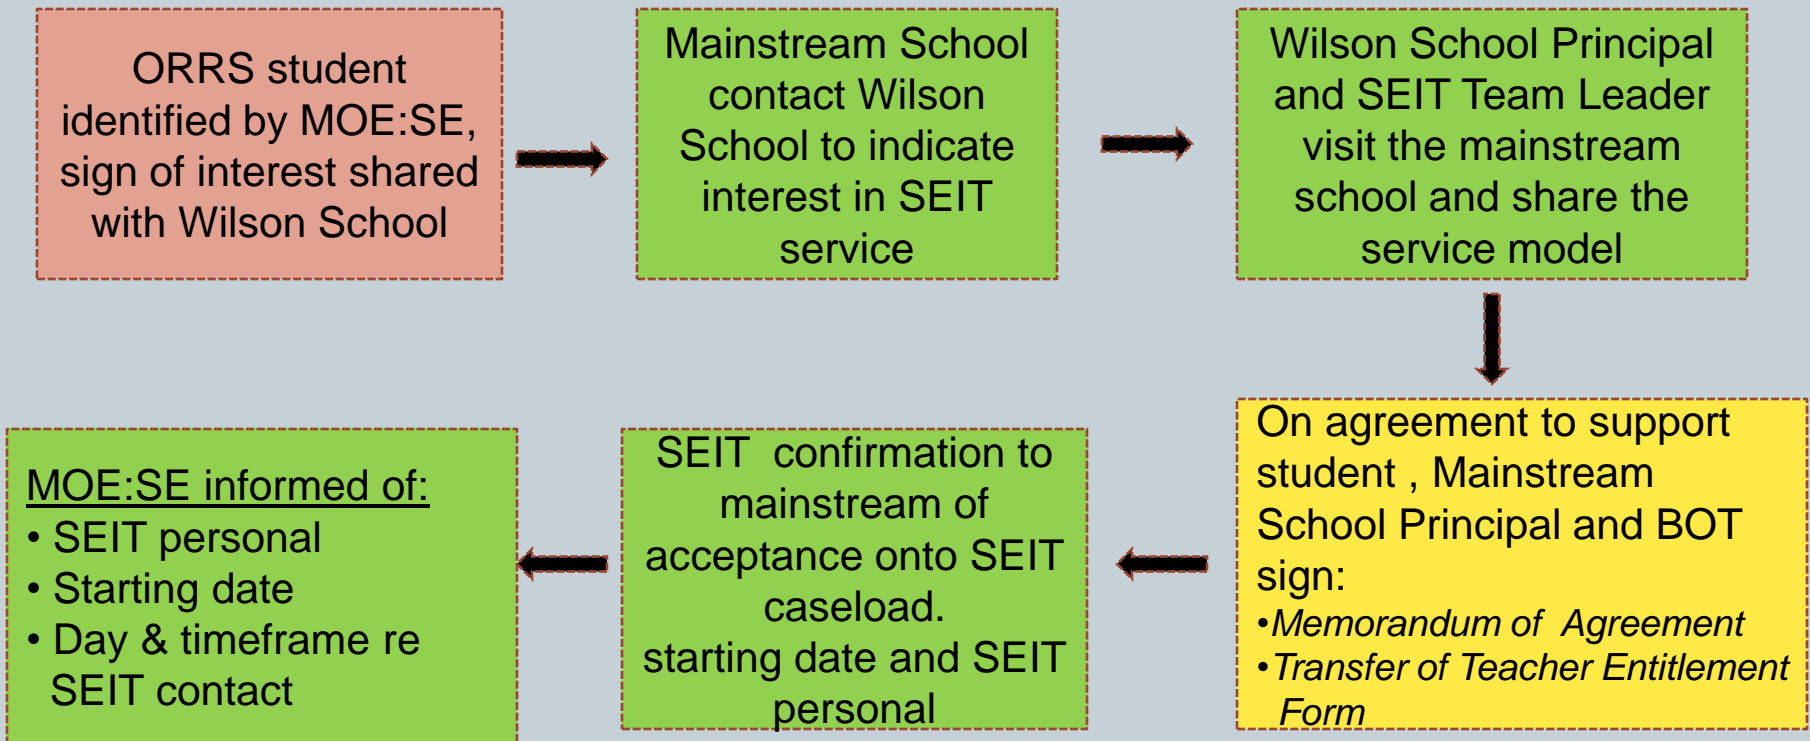 ORRS student
identified by MOE:SE,
sign of interest shared
with Wilson School
Mainstream School
contact Wilson
School to indicate
interest in SEIT
service
Wilson School Principal
and SEIT Team Leader
visit the mainstream
school and share the
service model
On agreement to support
student , Mainstream
School Principal and BOT
sign:
•Memorandum of  Agreement
•Transfer of Teacher Entitlement
Form
SEIT  confirmation to
mainstream of
acceptance onto SEIT
caseload.
starting date and SEIT
personal
MOE:SE informed of:
• SEIT personal
• Starting date
• Day & timeframe re
SEIT contact